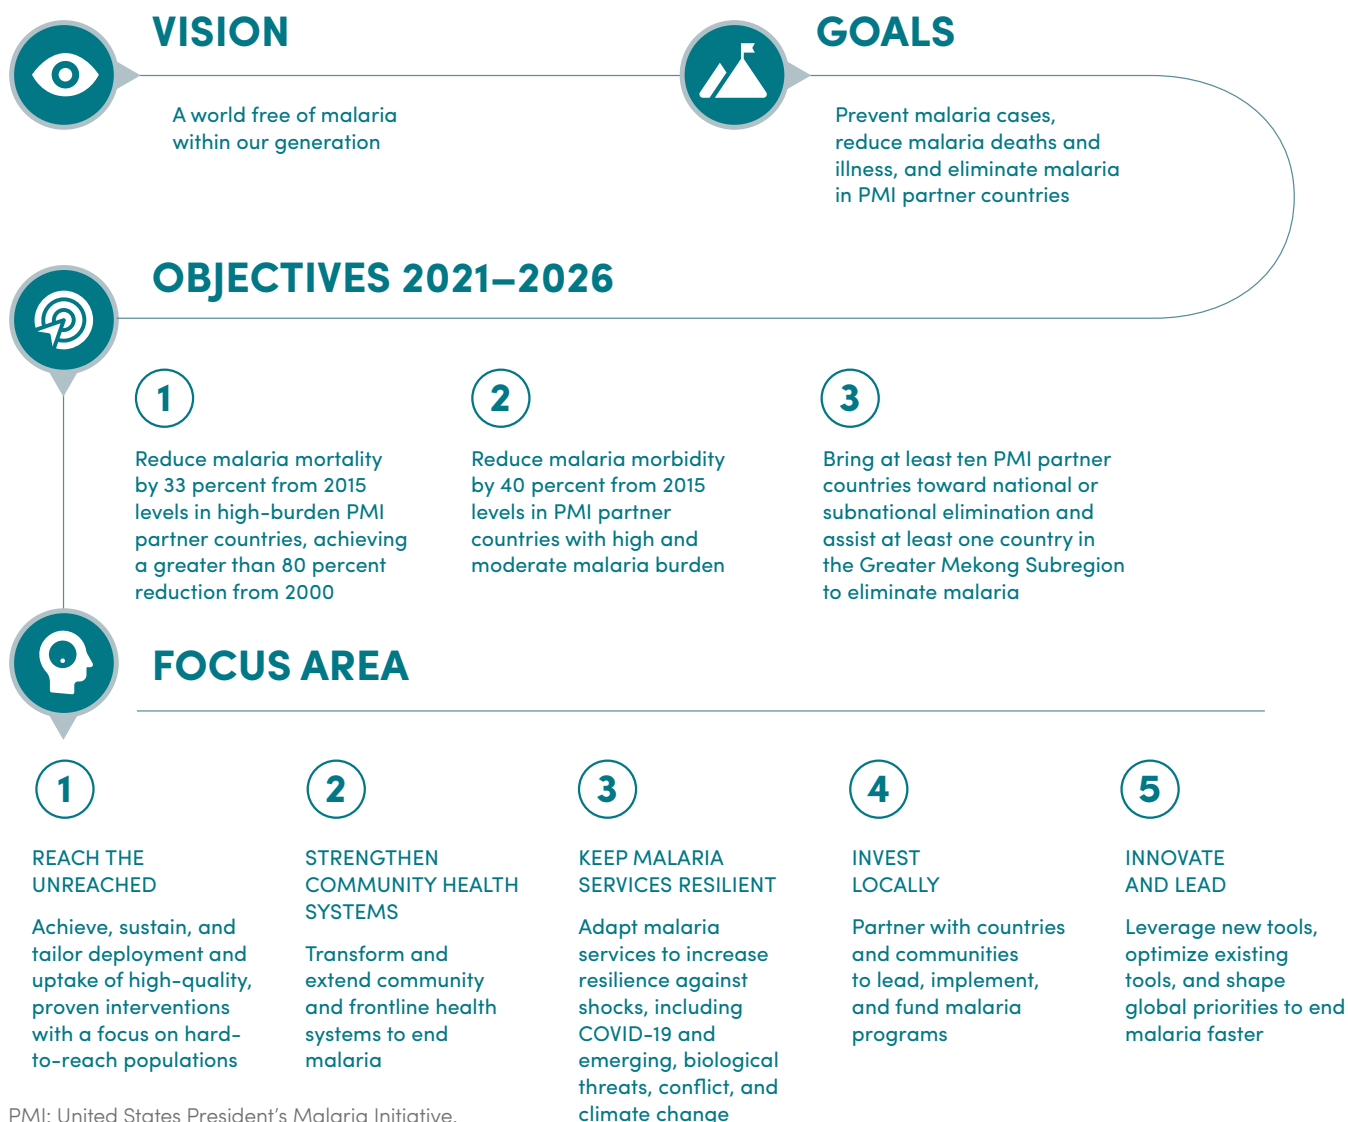 VISION
A world free of malaria
within our generation
GOALS
Prevent malaria cases,
reduce malaria deaths and
illness, and eliminate malaria
in PMI partner countries
OBJECTIVES 2021–2026
1
Reduce malaria mortality
by 33 percent from 2015
levels in high-burden PMI
partner countries, achieving
a greater than 80 percent
reduction from 2000
2
Reduce malaria morbidity
by 40 percent from 2015
levels in PMI partner
countries with high and
moderate malaria burden
3
Bring at least ten PMI partner
countries toward national or
subnational elimination and
assist at least one country in
the Greater Mekong Subregion
to eliminate malaria
FOCUS AREA
1
REACH THE
UNREACHED
Achieve, sustain, and
tailor deployment and
uptake of high-quality,
proven interventions
with a focus on hard-
to-reach populations
2
STRENGTHEN
COMMUNITY HEALTH
SYSTEMS
Transform and
extend community
and frontline health
systems to end
malaria
3
KEEP MALARIA
SERVICES RESILIENT
Adapt malaria
services to increase
resilience against
shocks, including
COVID-19 and
emerging, biological
threats, conflict, and
climate change
4
INVEST
LOCALLY
Partner with countries
and communities
to lead, implement,
and fund malaria
programs
5
INNOVATE
AND LEAD
Leverage new tools,
optimize existing
tools, and shape
global priorities to end
malaria faster
PMI: United States President's Malaria Initiative.